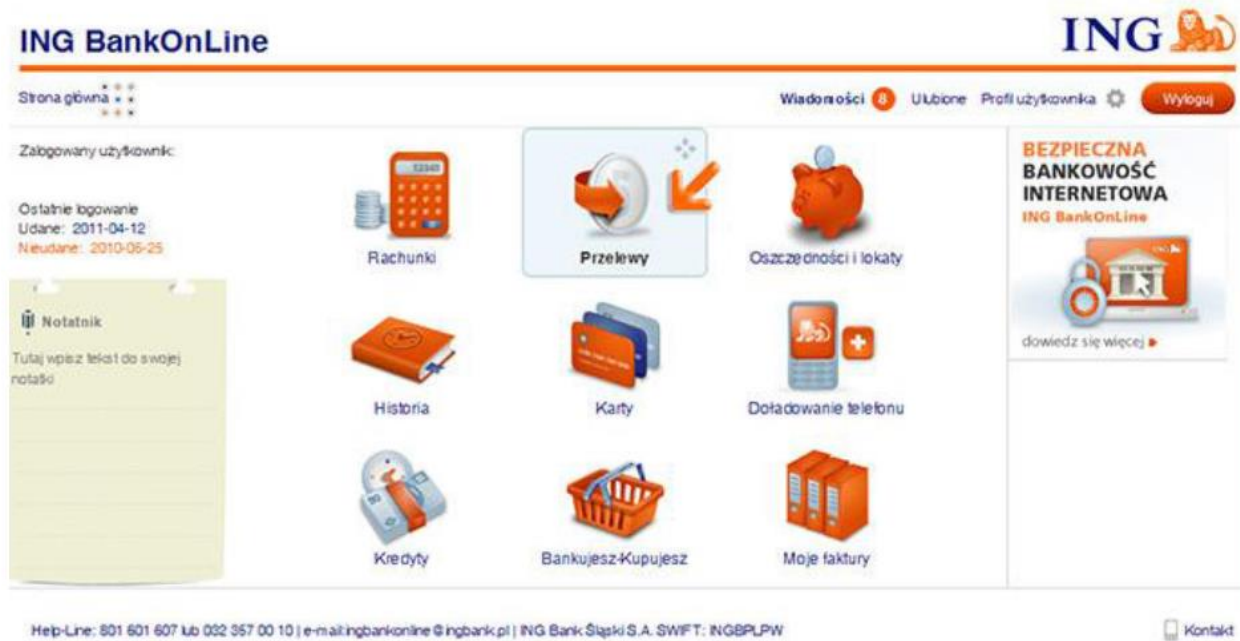 ING BankOnLine
ING
Strona główna
Wiadomości 8 Ulubione Profil użytkownika Wyloguj
Zalogowany użytkownik:
Ostatnie logowanie
Udane: 2011-04-12
Nieudane: 2010-06-25
Notatnik
Tutaj wpisz tekst do swojej
notatki
12345
Rachunki
Przelewy
Oszczędności i lokaty
Historia
Karty
Doładowanie telefonu
Kredyty
Bankujesz-Kupujesz
Moje faktury
BEZPIECZNA
BANKOWOŚĆ
INTERNETOWA
ING BankOnLine
ING
dowiedz się więcej
Help-Line: 801 601 607 lub 032 357 00 10 | e-mail:ingbankonline@ingbank.pl | ING Bank Śląski S.A. SWIFT: INGBPLPW
Kontakt